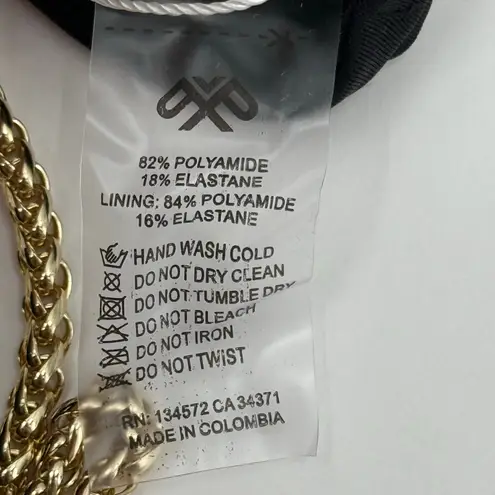 82% POLYAMIDE
18% ELASTANE
LINING: 84% POLYAMIDE
16% ELASTANE
HAND WASH COLD
DO NOT DRY CLEAN
DO NOT TUMBLE DRY
DO NOT BLEACH
DO NOT IRON
DO NOT TWIST
RN: 134572 CA 34371
MADE IN COLOMBIA